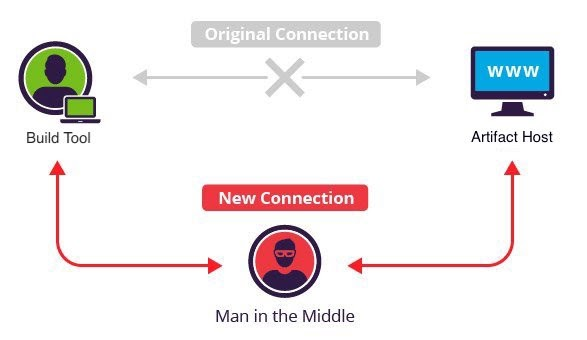 Original Connection
www
Build Tool
Artifact Host
New Connection
Man in the Middle